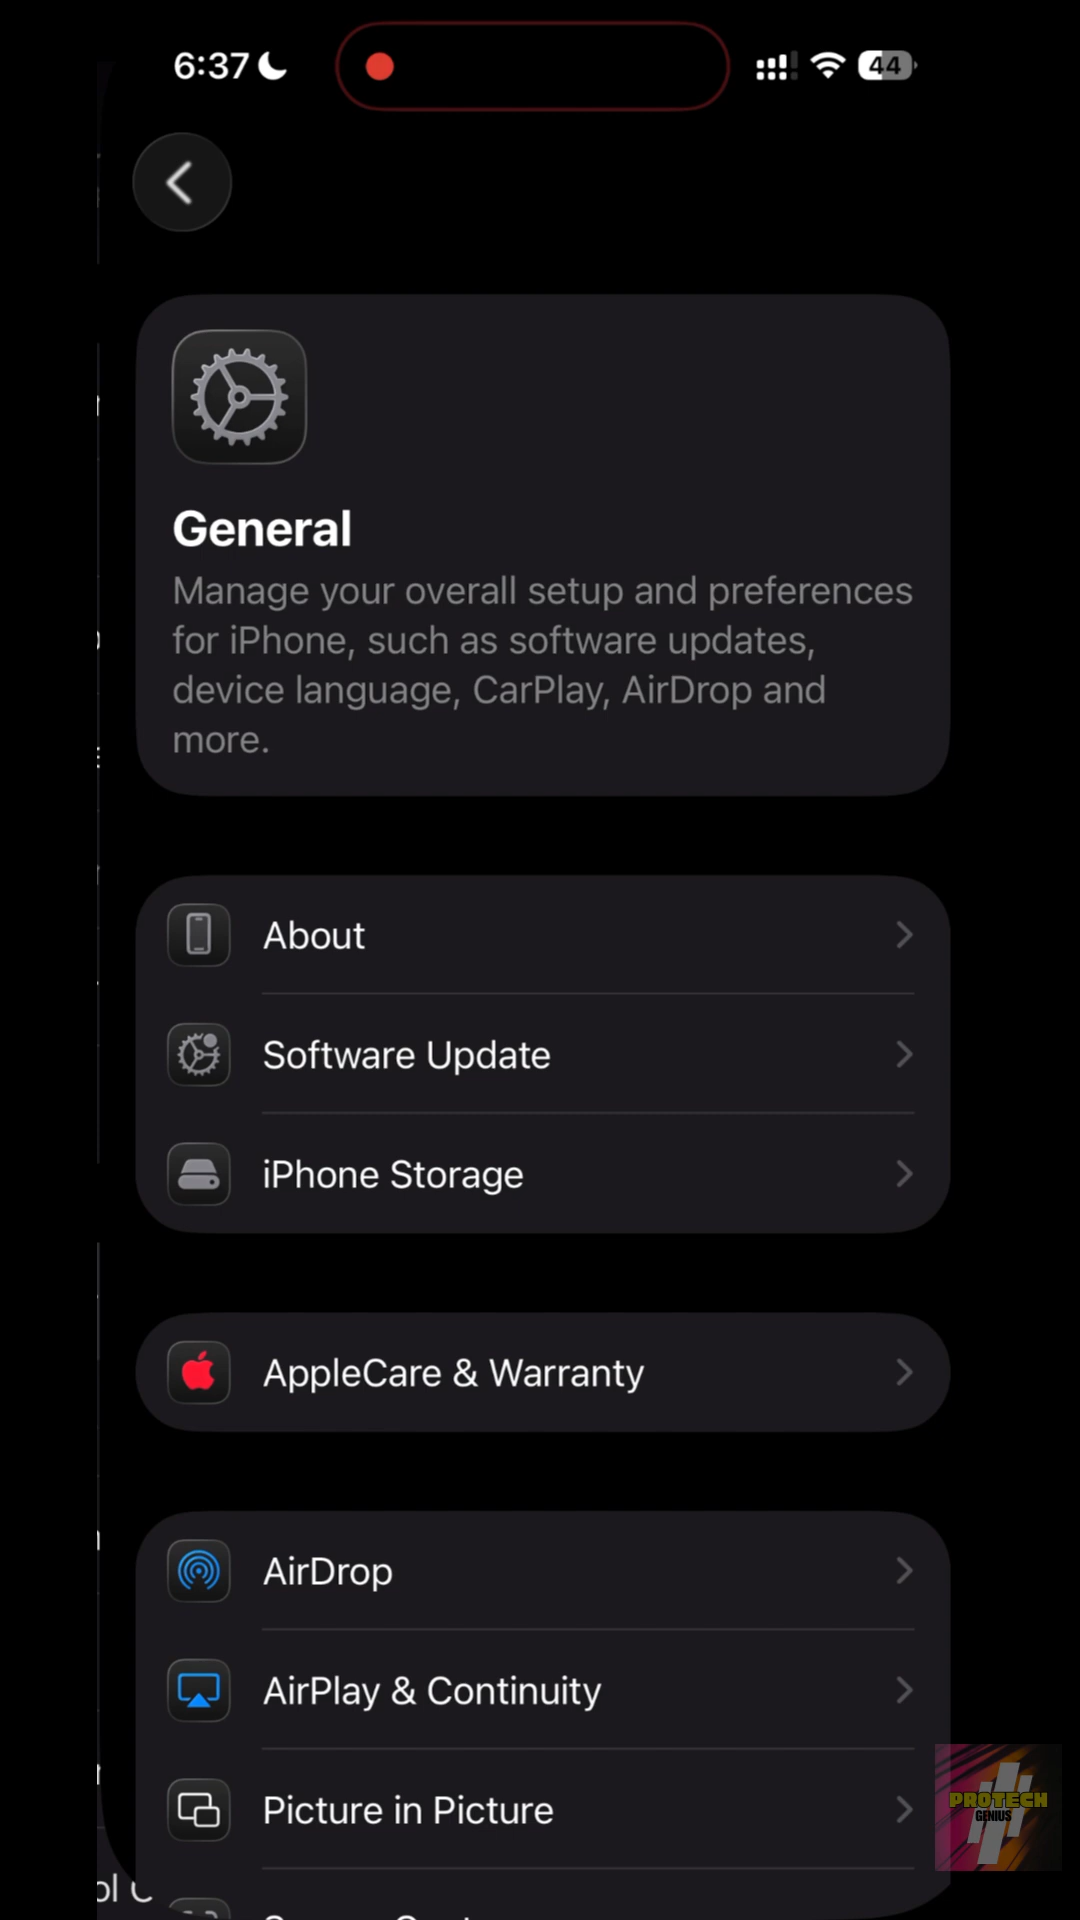 6:37
44
General
Manage your overall setup and preferences
for iPhone, such as software updates,
device language, CarPlay, AirDrop and
more.
About
Software Update
iPhone Storage
AppleCare & Warranty
AirDrop
AirPlay & Continuity
Picture in Picture
PROTECH
GENIUS